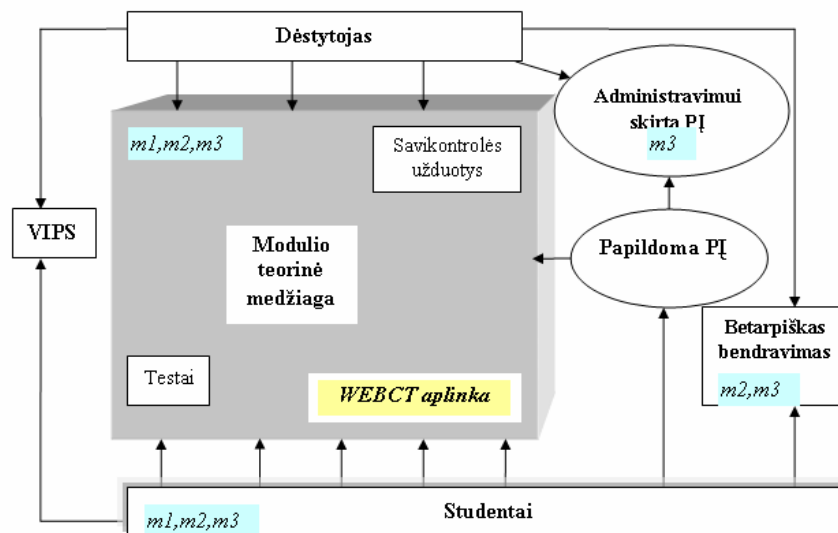 Dėstytojas
Administravimui
skirta PĮ
m3
m1,m2,m3
Savikontrolės
užduotys
VIPS
Modulio
teorinė
medžiaga
Papildoma PĮ
Betarpiškas
bendravimas
m2,m3
Testai
WEBCT aplinka
m1,m2,m3
Studentai